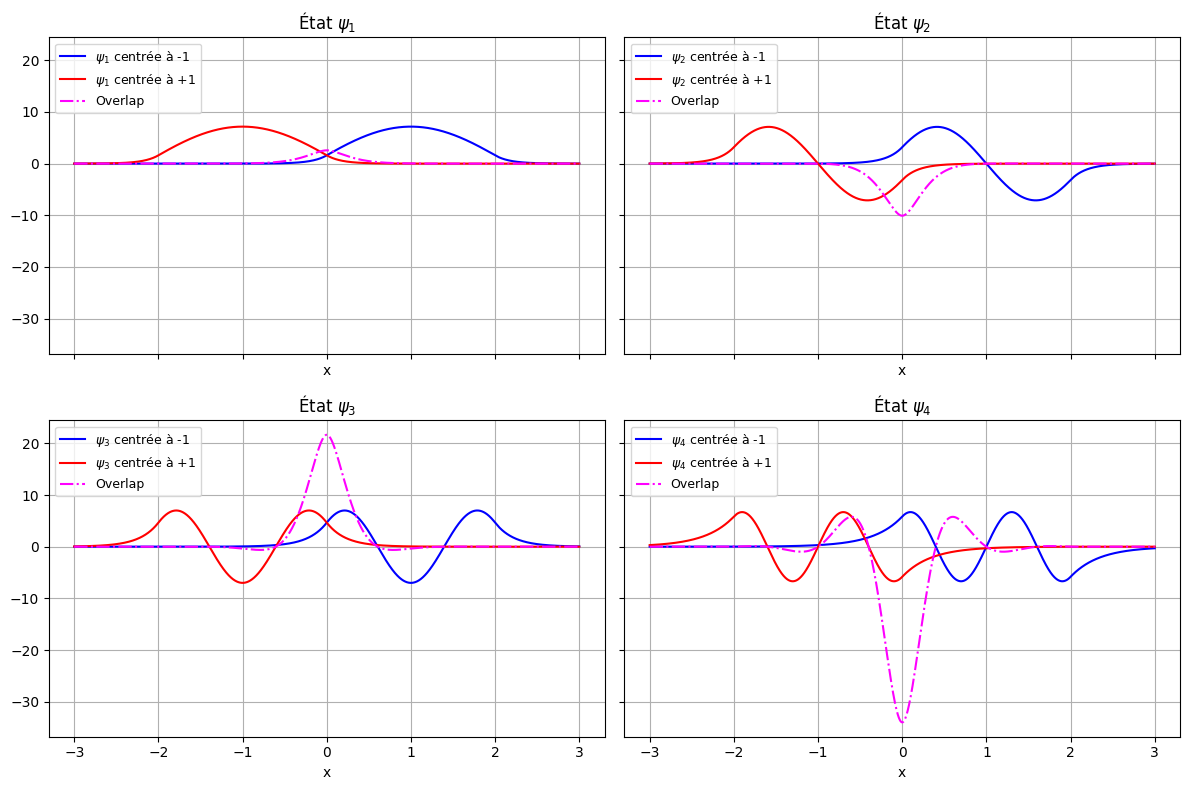 État ψ₁
20
10
0
−10
−20
−30
ψ₁ centrée à -1
ψ₁ centrée à +1
Overlap
x
État ψ₂
ψ₂ centrée à -1
ψ₂ centrée à +1
Overlap
x
État ψ₃
20
10
0
−10
−20
−30
ψ₃ centrée à -1
ψ₃ centrée à +1
Overlap
−3 −2 −1 0 1 2 3
x
État ψ₄
ψ₄ centrée à -1
ψ₄ centrée à +1
Overlap
−3 −2 −1 0 1 2 3
x